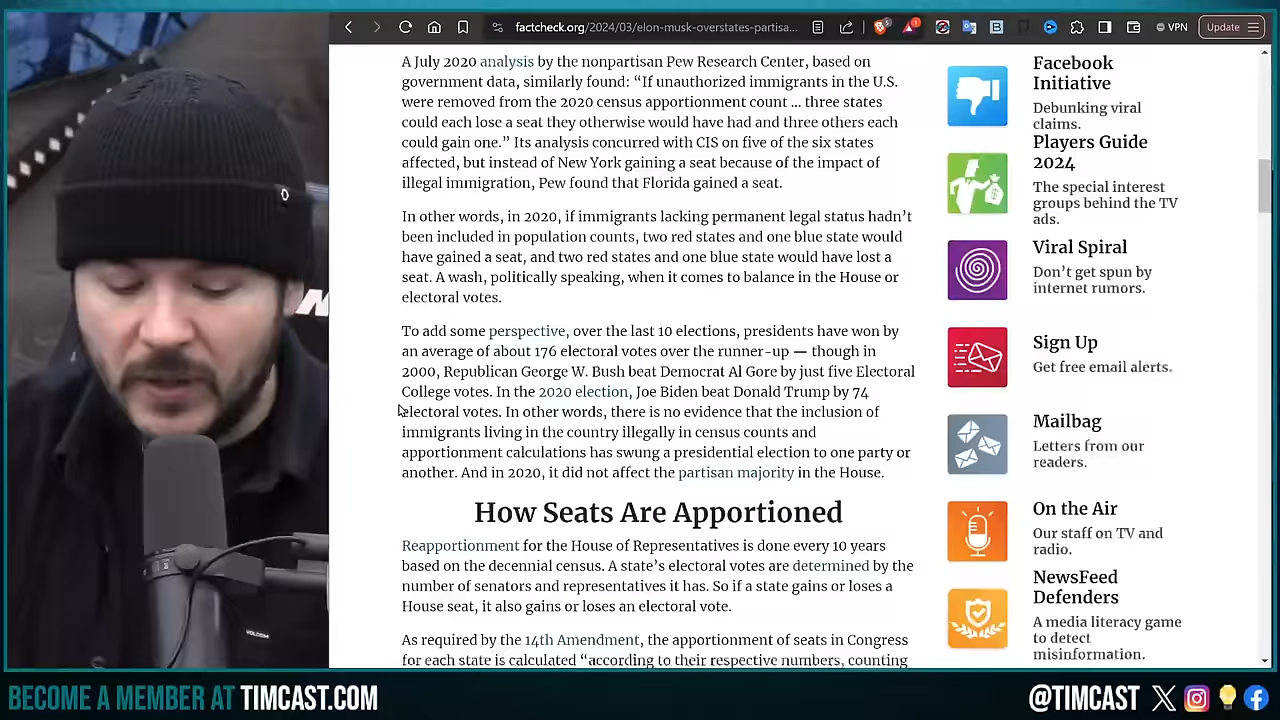 factcheck.org/2024/03/elon-musk-overstates-partisa...
VPN
Update
A July 2020 analysis by the nonpartisan Pew Research Center, based on
government data, similarly found: “If unauthorized immigrants in the U.S.
were removed from the 2020 census apportionment count ... three states
could each lose a seat they otherwise would have had and three others each
could gain one.” Its analysis concurred with CIS on five of the six states
affected, but instead of New York gaining a seat because of the impact of
illegal immigration, Pew found that Florida gained a seat.
In other words, in 2020, if immigrants lacking permanent legal status hadn’t
been included in population counts, two red states and one blue state would
have gained a seat, and two red states and one blue state would have lost a
seat. A wash, politically speaking, when it comes to balance in the House or
electoral votes.
To add some perspective, over the last 10 elections, presidents have won by
an average of about 176 electoral votes over the runner-up — though in
2000, Republican George W. Bush beat Democrat Al Gore by just five Electoral
College votes. In the 2020 election, Joe Biden beat Donald Trump by 74
electoral votes. In other words, there is no evidence that the inclusion of
immigrants living in the country illegally in census counts and
apportionment calculations has swung a presidential election to one party or
another. And in 2020, it did not affect the partisan majority in the House.
How Seats Are Apportioned
Reapportionment for the House of Representatives is done every 10 years
based on the decennial census. A state’s electoral votes are determined by the
number of senators and representatives it has. So if a state gains or loses a
House seat, it also gains or loses an electoral vote.
As required by the 14th Amendment, the apportionment of seats in Congress
for each state is calculated “according to their respective numbers, counting
Facebook
Initiative
Debunking viral
claims.
Players Guide
2024
The special interest
groups behind the TV
ads.
Viral Spiral
Don’t get spun by
internet rumors.
Sign Up
Get free email alerts.
Mailbag
Letters from our
readers.
On the Air
Our staff on TV and
radio.
NewsFeed
Defenders
A media literacy game
to detect
misinformation.
VOLCOM
BECOME A MEMBER AT TIMCAST.COM
@TIMCAST